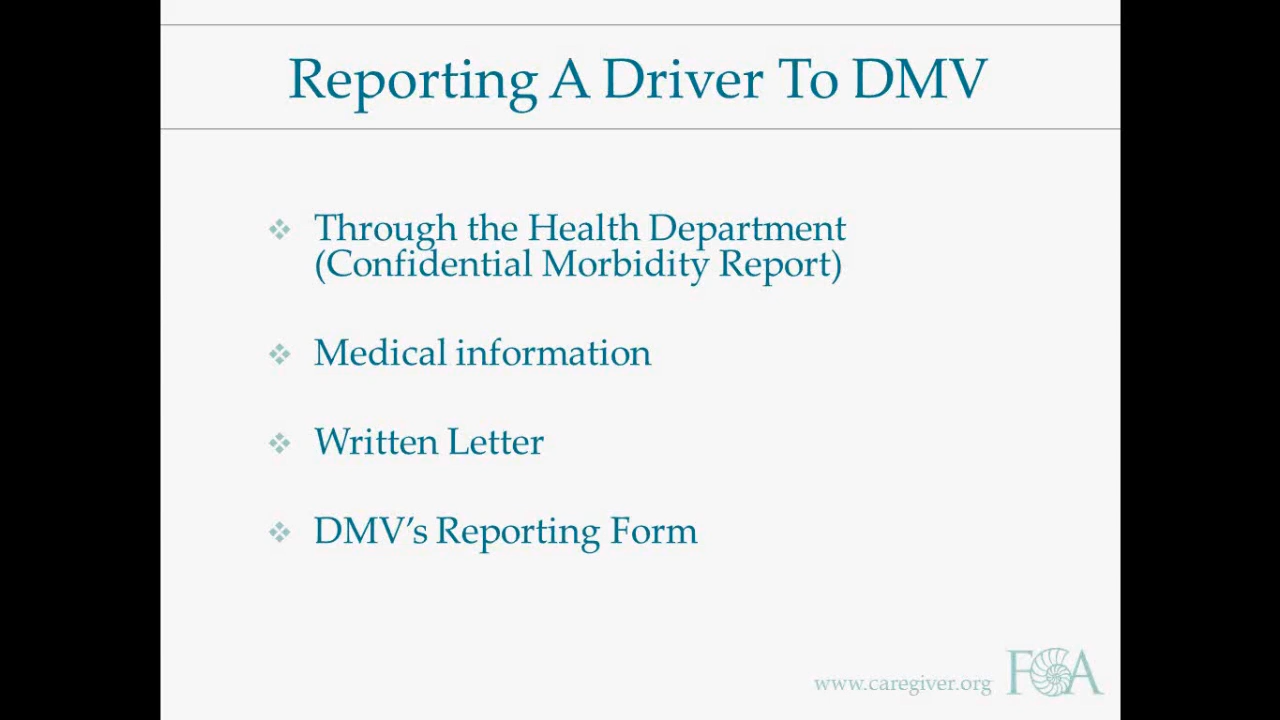 Reporting A Driver To DMV
Through the Health Department
(Confidential Morbidity Report)
Medical information
Written Letter
DMV’s Reporting Form
www.caregiver.org FCA